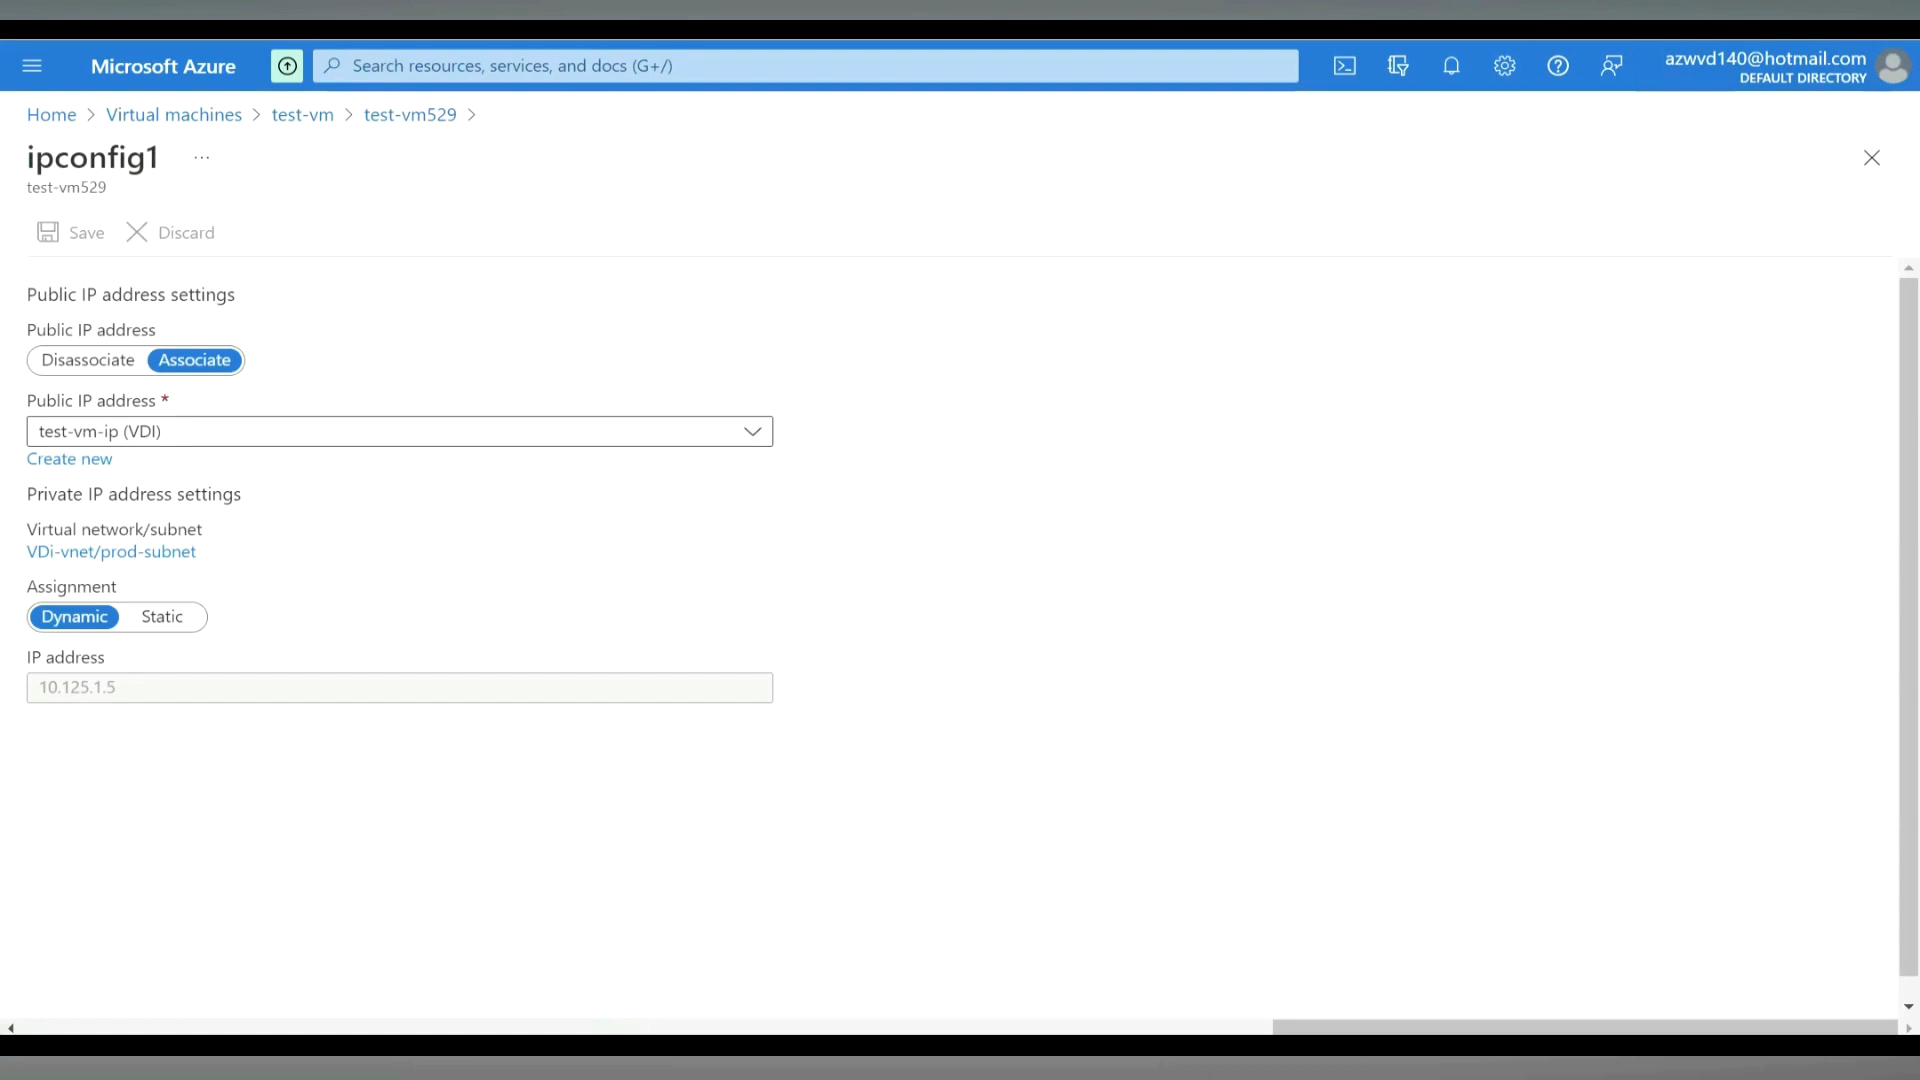 Microsoft Azure
Search resources, services, and docs (G+/)
azwvd140@hotmail.com
DEFAULT DIRECTORY
Home > Virtual machines > test-vm > test-vm529 >
ipconfig1 ...
test-vm529
Save Discard
Public IP address settings
Public IP address
Disassociate Associate
Public IP address *
test-vm-ip (VDI)
Create new
Private IP address settings
Virtual network/subnet
VDi-vnet/prod-subnet
Assignment
Dynamic Static
IP address
10.125.1.5